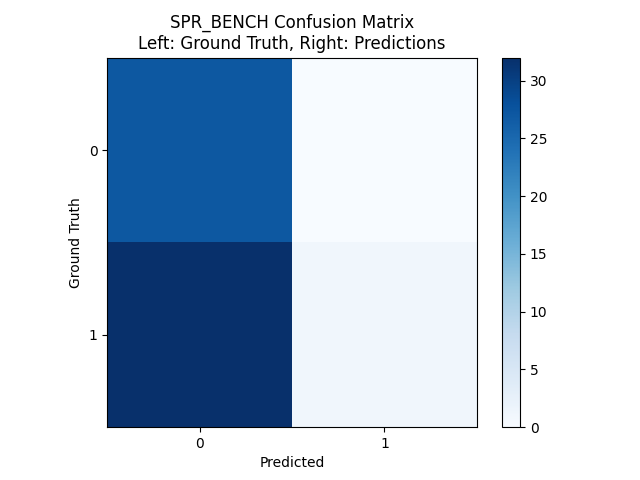 SPR_BENCH Confusion Matrix
Left: Ground Truth, Right: Predictions
Ground Truth
0
1
0
1
Predicted
30
25
20
15
10
5
0